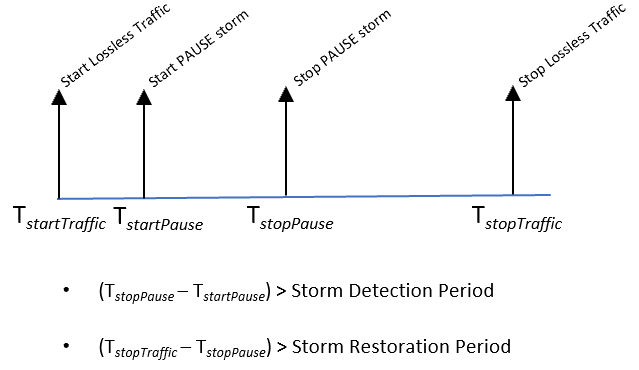 Start Lossless Traffic
Start PAUSE storm
Stop PAUSE storm
Stop Lossless Traffic
TstartTraffic TstartPause TstopPause TstopTraffic
• (TstopPause – TstartPause) > Storm Detection Period
• (TstopTraffic – TstopPause) > Storm Restoration Period